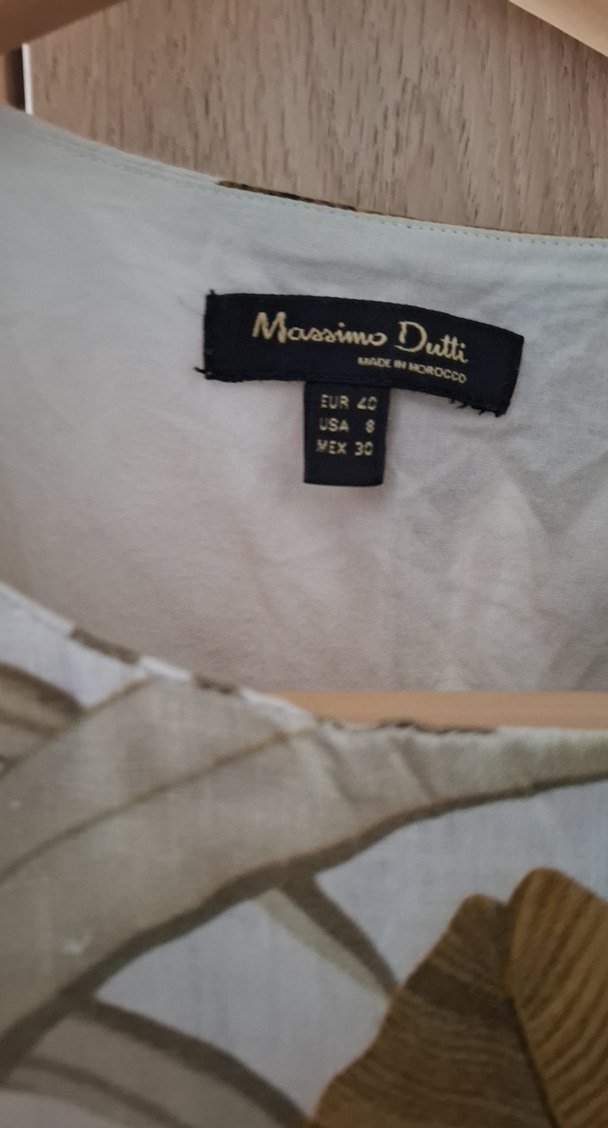 Massimo Dutti
MADE IN MOROCCO
EUR 40
USA 8
MEX 30